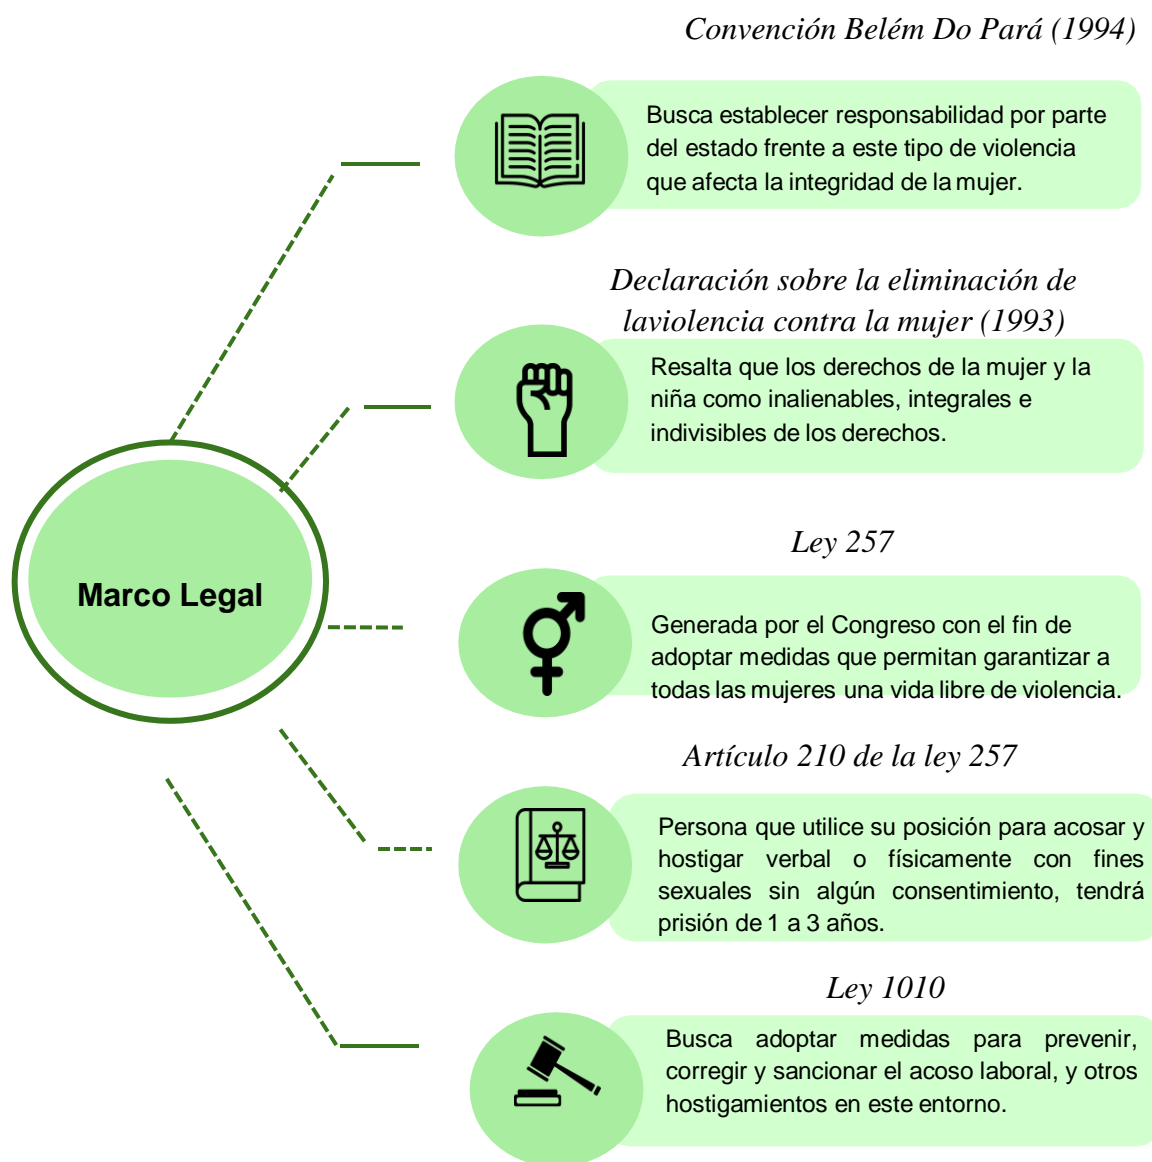 Convención Belém Do Pará (1994)
Busca establecer responsabilidad por parte
del estado frente a este tipo de violencia
que afecta la integridad de la mujer.
Declaración sobre la eliminación de
laviolencia contra la mujer (1993)
Resalta que los derechos de la mujer y la
niña como inalienables, integrales e
indivisibles de los derechos.
Marco Legal
Ley 257
Generada por el Congreso con el fin de
adoptar medidas que permitan garantizar a
todas las mujeres una vida libre de violencia.
Artículo 210 de la ley 257
Persona que utilice su posición para acosar y
hostigar verbal o físicamente con fines
sexuales sin algún consentimiento, tendrá
prisión de 1 a 3 años.
Ley 1010
Busca adoptar medidas para prevenir,
corregir y sancionar el acoso laboral, y otros
hostigamientos en este entorno.